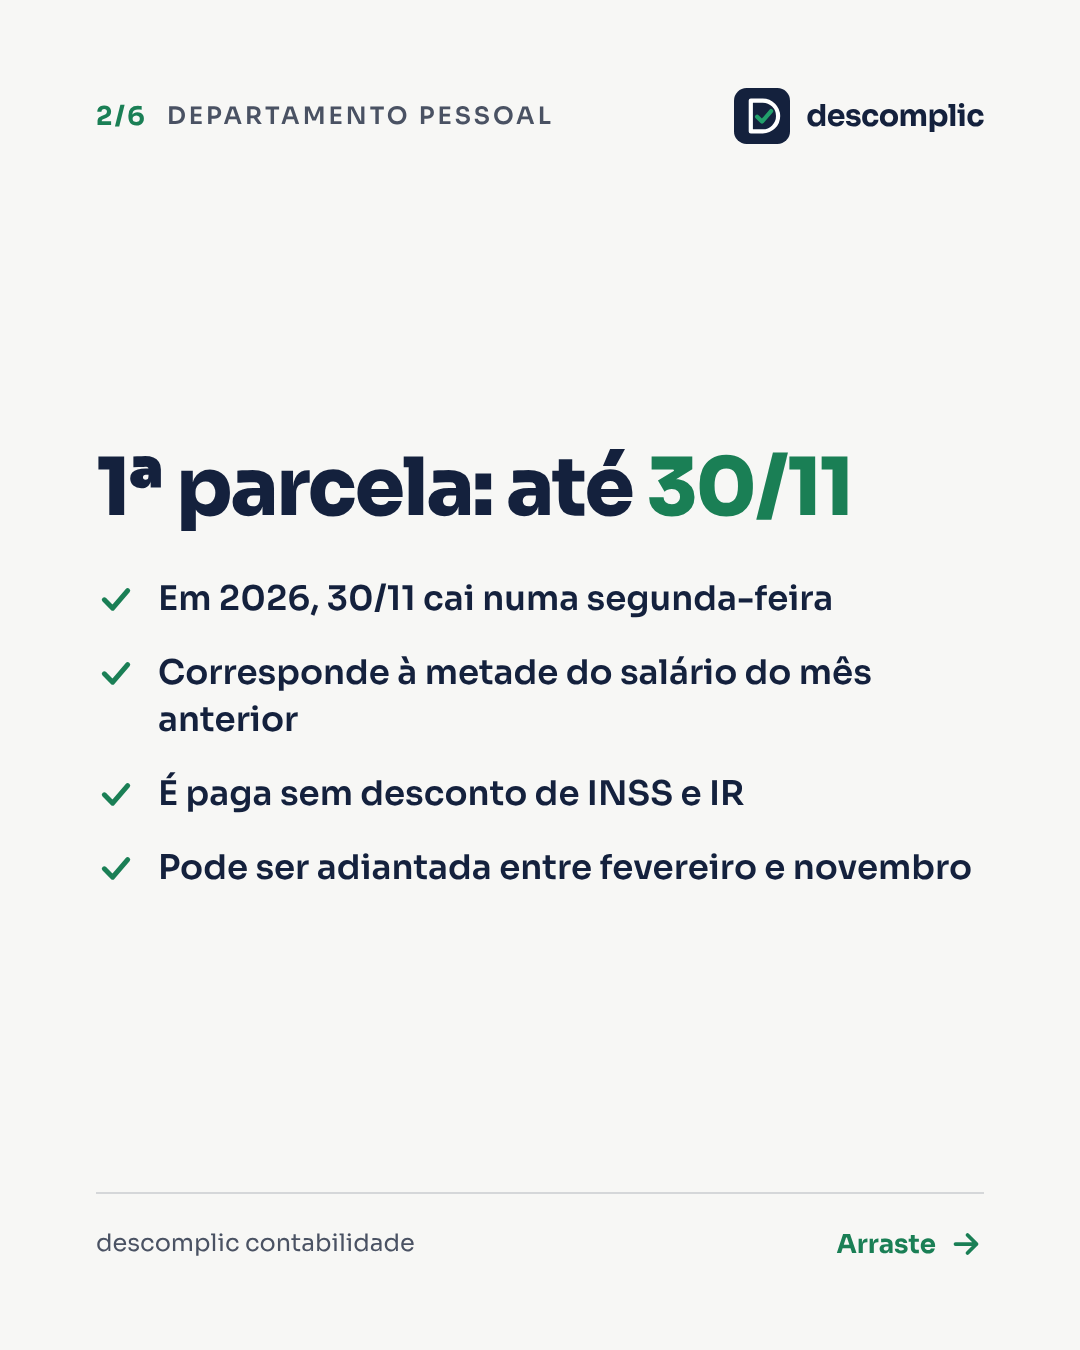 2/6 DEPARTAMENTO PESSOAL
descomplic
1ª parcela: até 30/11
Em 2026, 30/11 cai numa segunda-feira
Corresponde à metade do salário do mês
anterior
É paga sem desconto de INSS e IR
Pode ser adiantada entre fevereiro e novembro
descomplic contabilidade
Arraste →